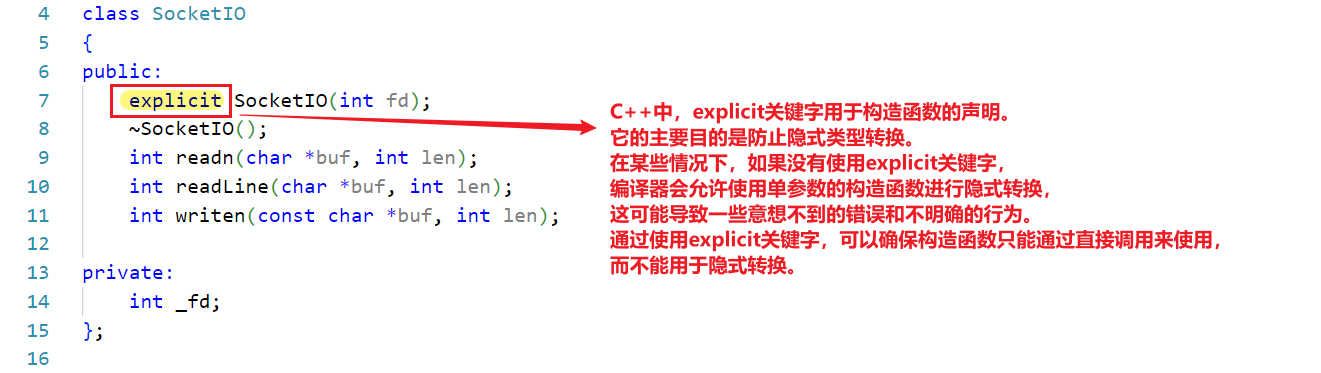 4 class SocketIO
5 {
6 public:
7 explicit SocketIO(int fd);
8 ~SocketIO();
9 int readn(char *buf, int len);
10 int readLine(char *buf, int len);
11 int writen(const char *buf, int len);
12
13 private:
14 int _fd;
15 };
16
C++中，explicit关键字用于构造函数的声明。
它的主要目的是防止隐式类型转换。
在某些情况下，如果没有使用explicit关键字，
编译器会允许使用单参数的构造函数进行隐式转换，
这可能导致一些意想不到的错误和不明确的行为。
通过使用explicit关键字，可以确保构造函数只能通过直接调用来使用，
而不能用于隐式转换。